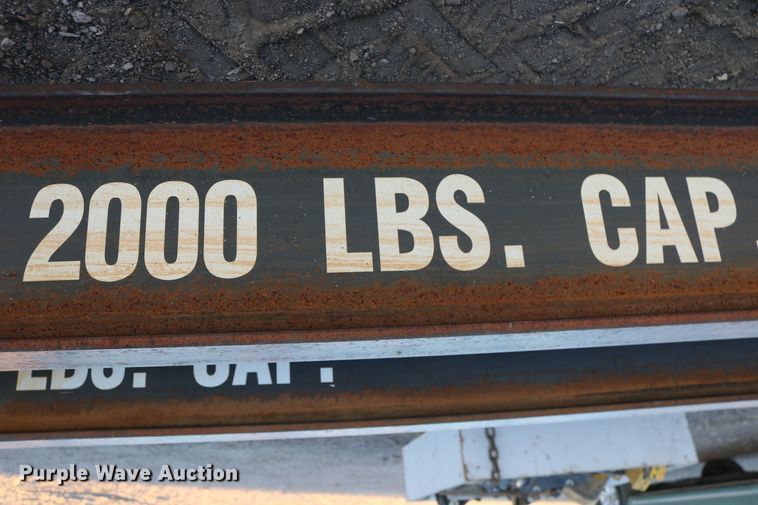 2000 LBS. CAP.
LBS. CAP.
Purple Wave Auction